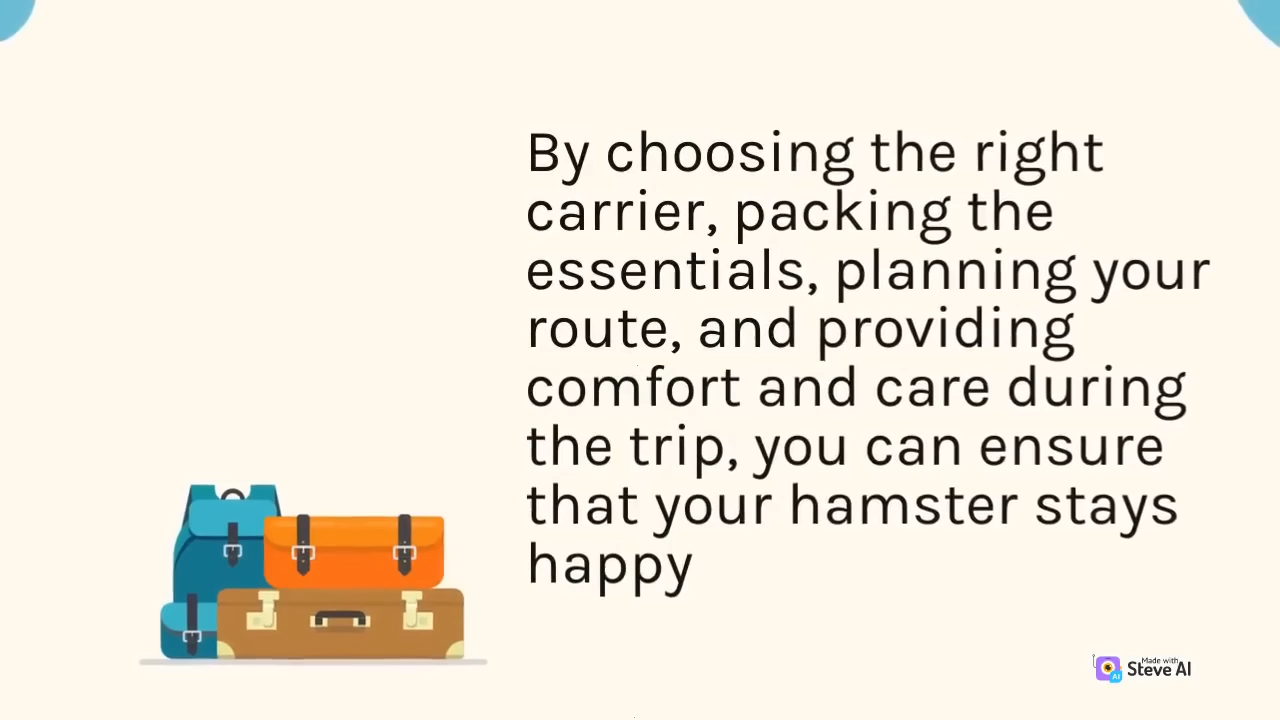 By choosing the right
carrier, packing the
essentials, planning your
route, and providing
comfort and care during
the trip, you can ensure
that your hamster stays
happy
Made with
Steve AI
AI